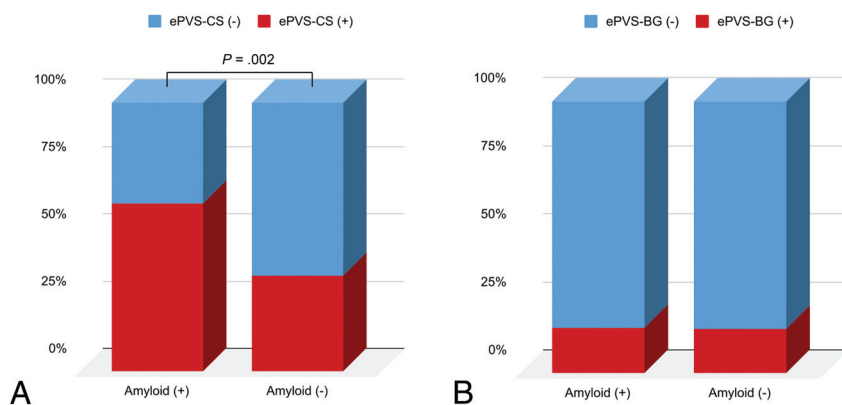 ePVS-CS (-) ePVS-CS (+)
P = .002
100%
75%
50%
25%
0%
Amyloid (+) Amyloid (-)
A
ePVS-BG (-) ePVS-BG (+)
100%
75%
50%
25%
0%
Amyloid (+) Amyloid (-)
B